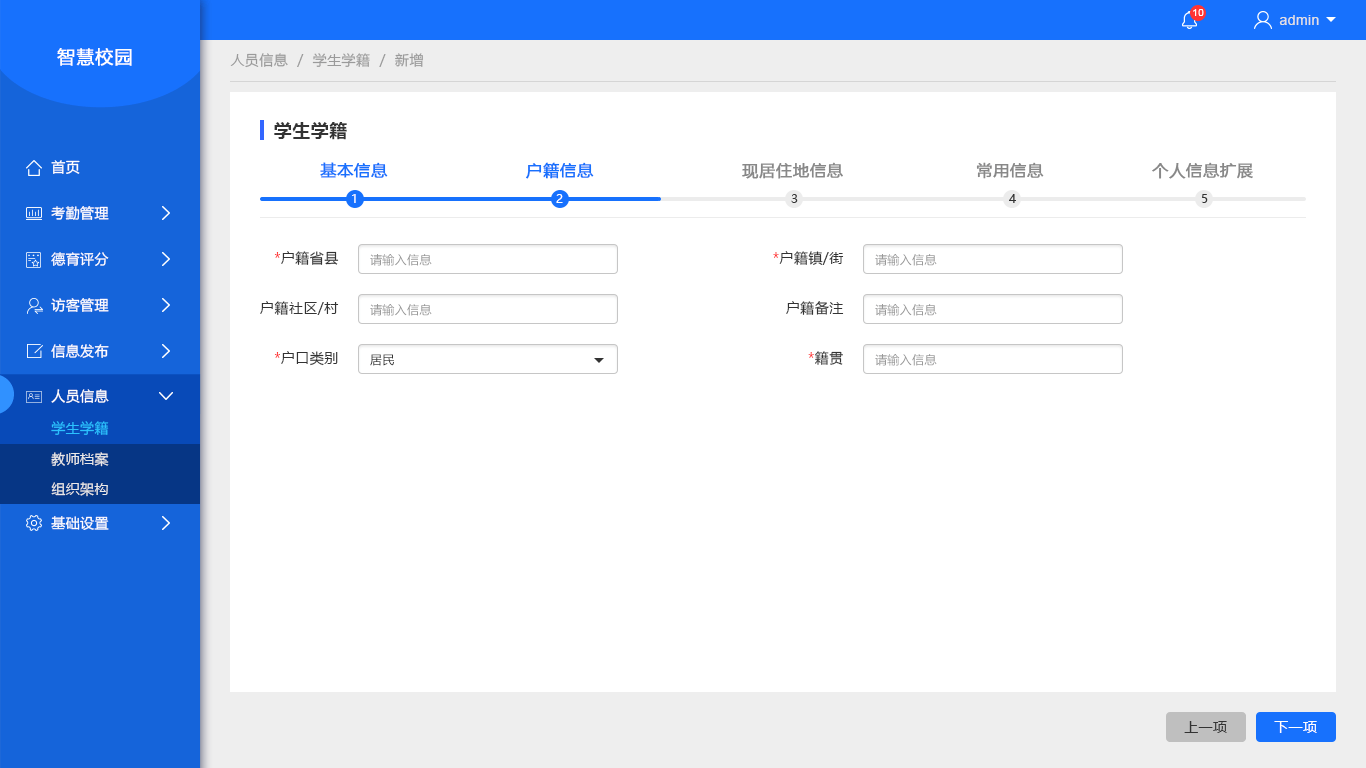 智慧校园
10
admin
首页
考勤管理
德育评分
访客管理
信息发布
人员信息
学生学籍
教师档案
组织架构
基础设置
人员信息 / 学生学籍 / 新增
学生学籍
基本信息 户籍信息 现居住地信息 常用信息 个人信息扩展
1 2 3 4 5
*户籍省县 请输入信息 *户籍镇/街 请输入信息
户籍社区/村 请输入信息 户籍备注 请输入信息
*户口类别 居民 *籍贯 请输入信息
上一项 下一项